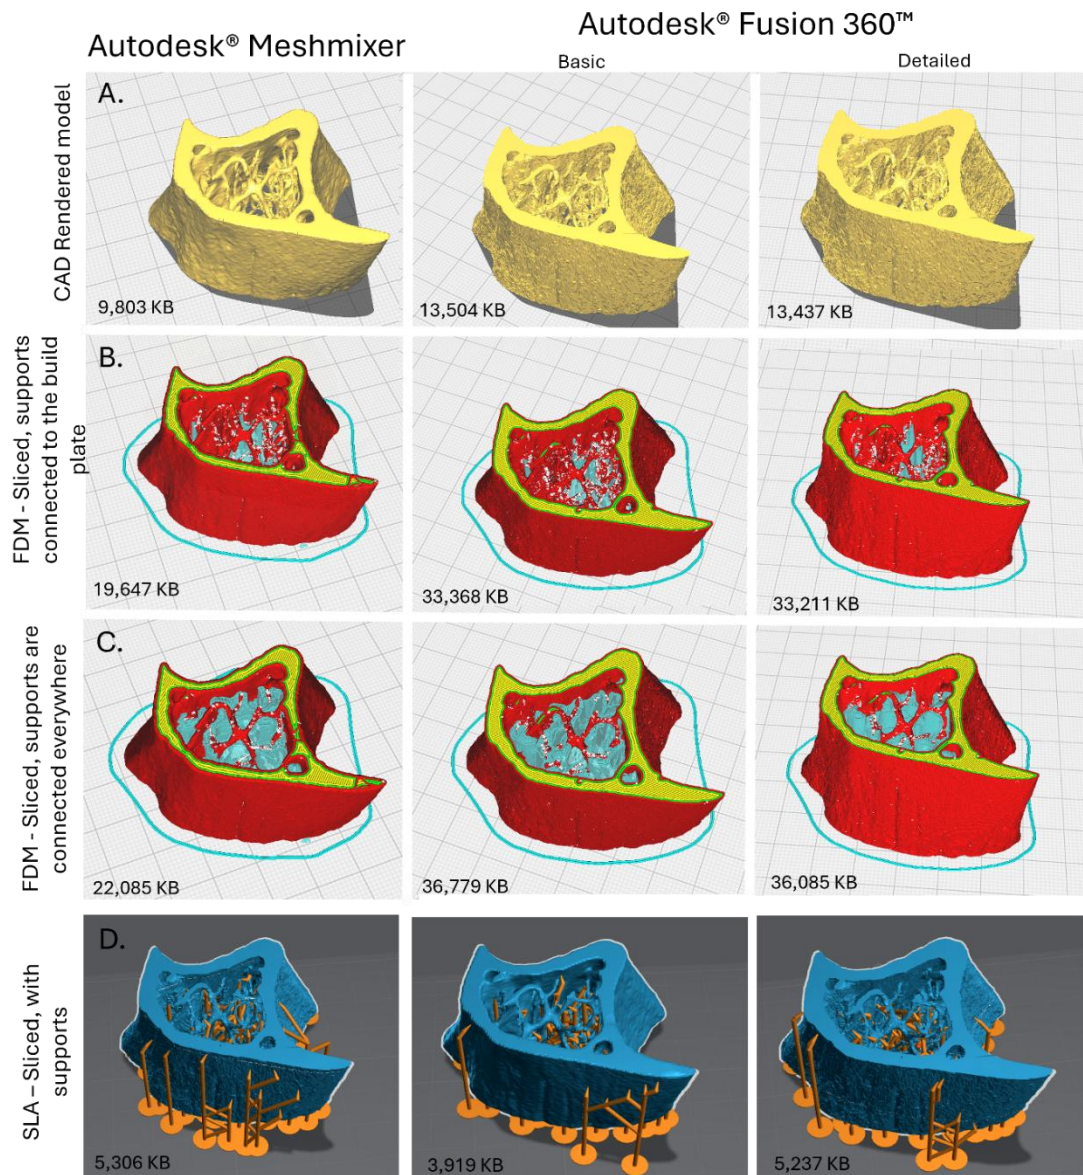 Autodesk® Meshmixer
Autodesk® Fusion 360™
Basic
Detailed
CAD Rendered model
A.
9,803 KB
13,504 KB
13,437 KB
FDM - Sliced, supports
connected to the build
plate
B.
19,647 KB
33,368 KB
33,211 KB
FDM - Sliced, supports are
connected everywhere
C.
22,085 KB
36,779 KB
36,085 KB
SLA – Sliced, with
supports
D.
5,306 KB
3,919 KB
5,237 KB